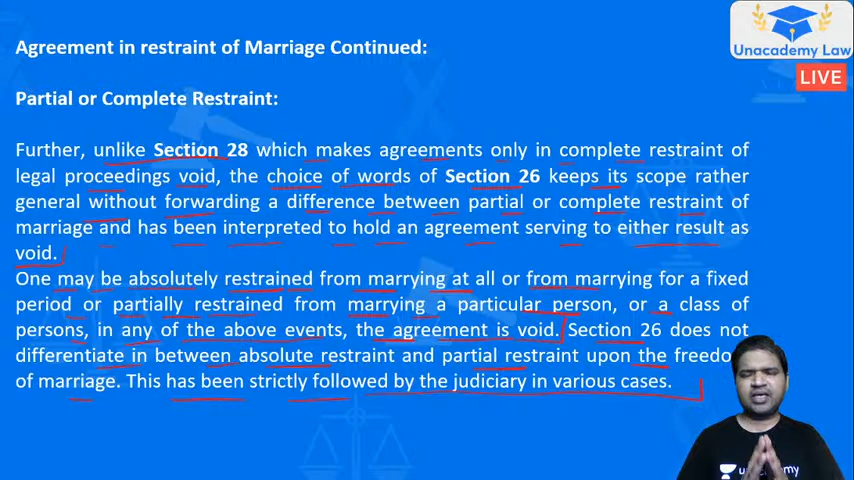 Unacademy Law
LIVE
Agreement in restraint of Marriage Continued:
Partial or Complete Restraint:
Further, unlike Section 28 which makes agreements only in complete restraint of
legal proceedings void, the choice of words of Section 26 keeps its scope rather
general without forwarding a difference between partial or complete restraint of
marriage and has been interpreted to hold an agreement serving to either result as
void.
One may be absolutely restrained from marrying at all or from marrying for a fixed
period or partially restrained from marrying a particular person, or a class of
persons, in any of the above events, the agreement is void. Section 26 does not
differentiate in between absolute restraint and partial restraint upon the
of marriage. This has been strictly followed by the judiciary in various cases.